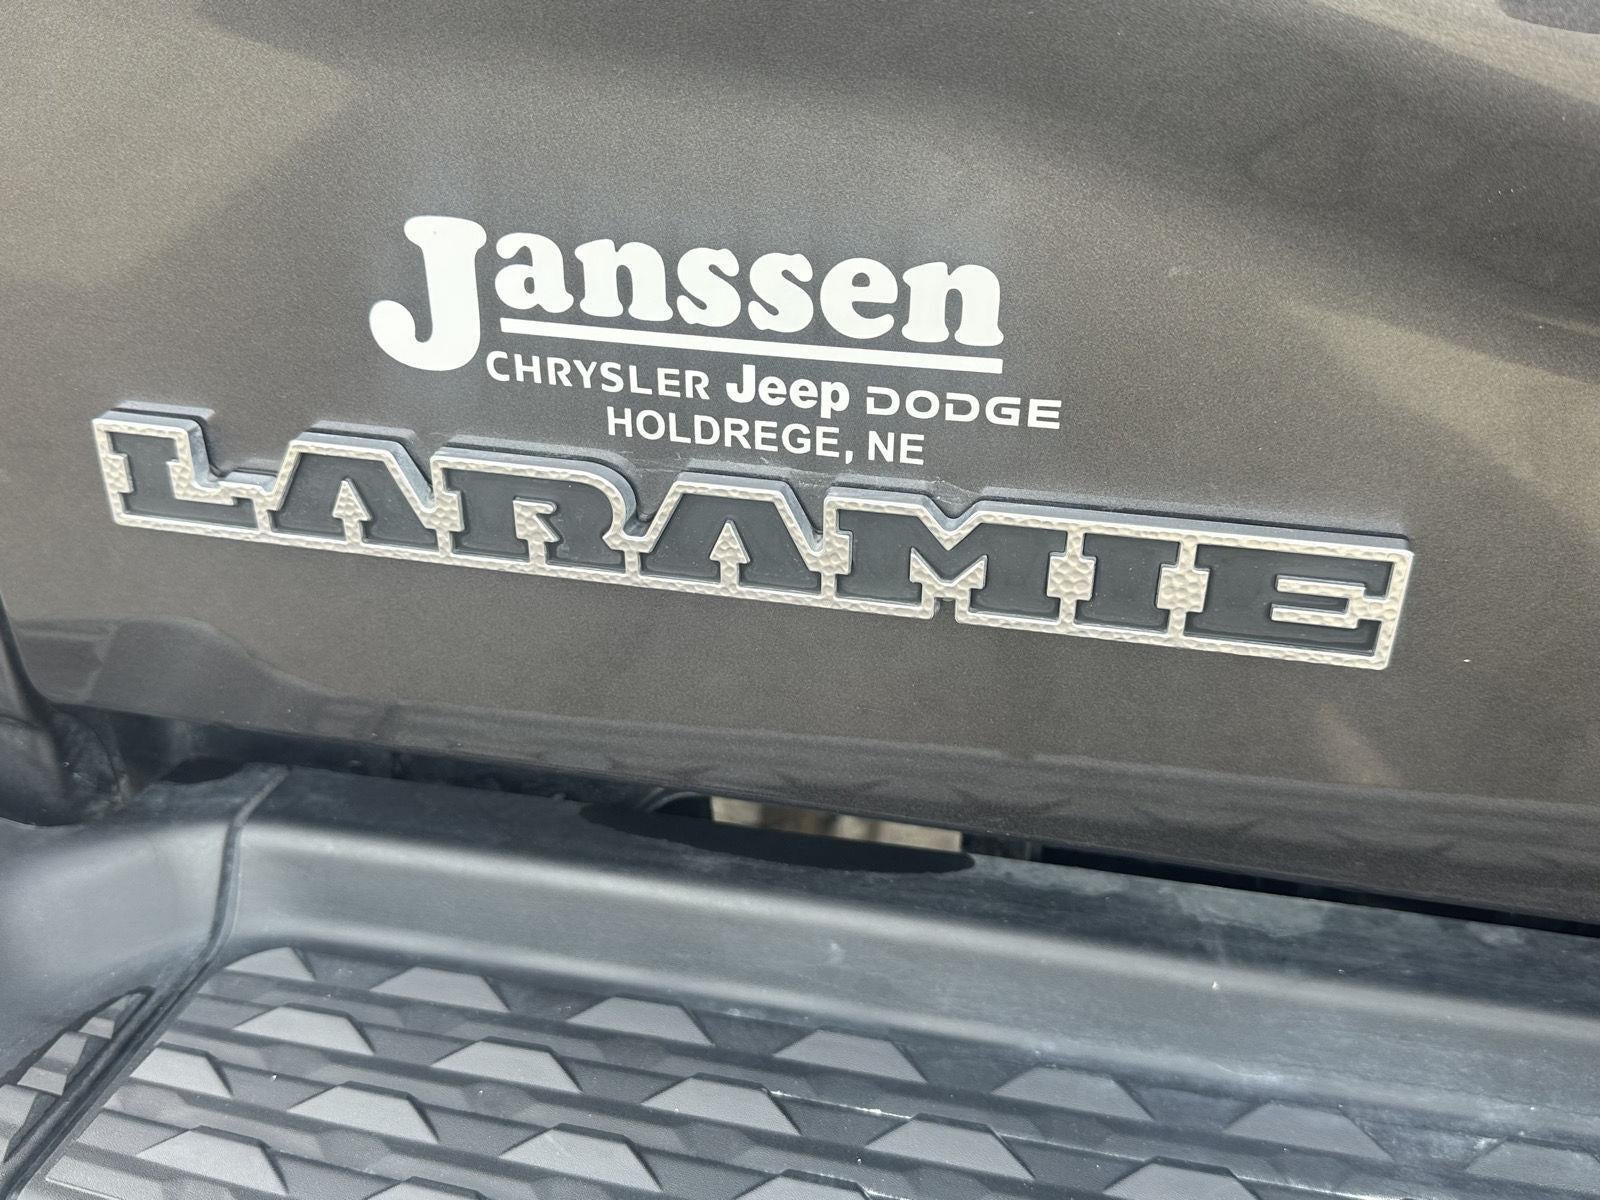 Janssen
CHRYSLER Jeep DODGE
HOLDREGE, NE
LARAMIE